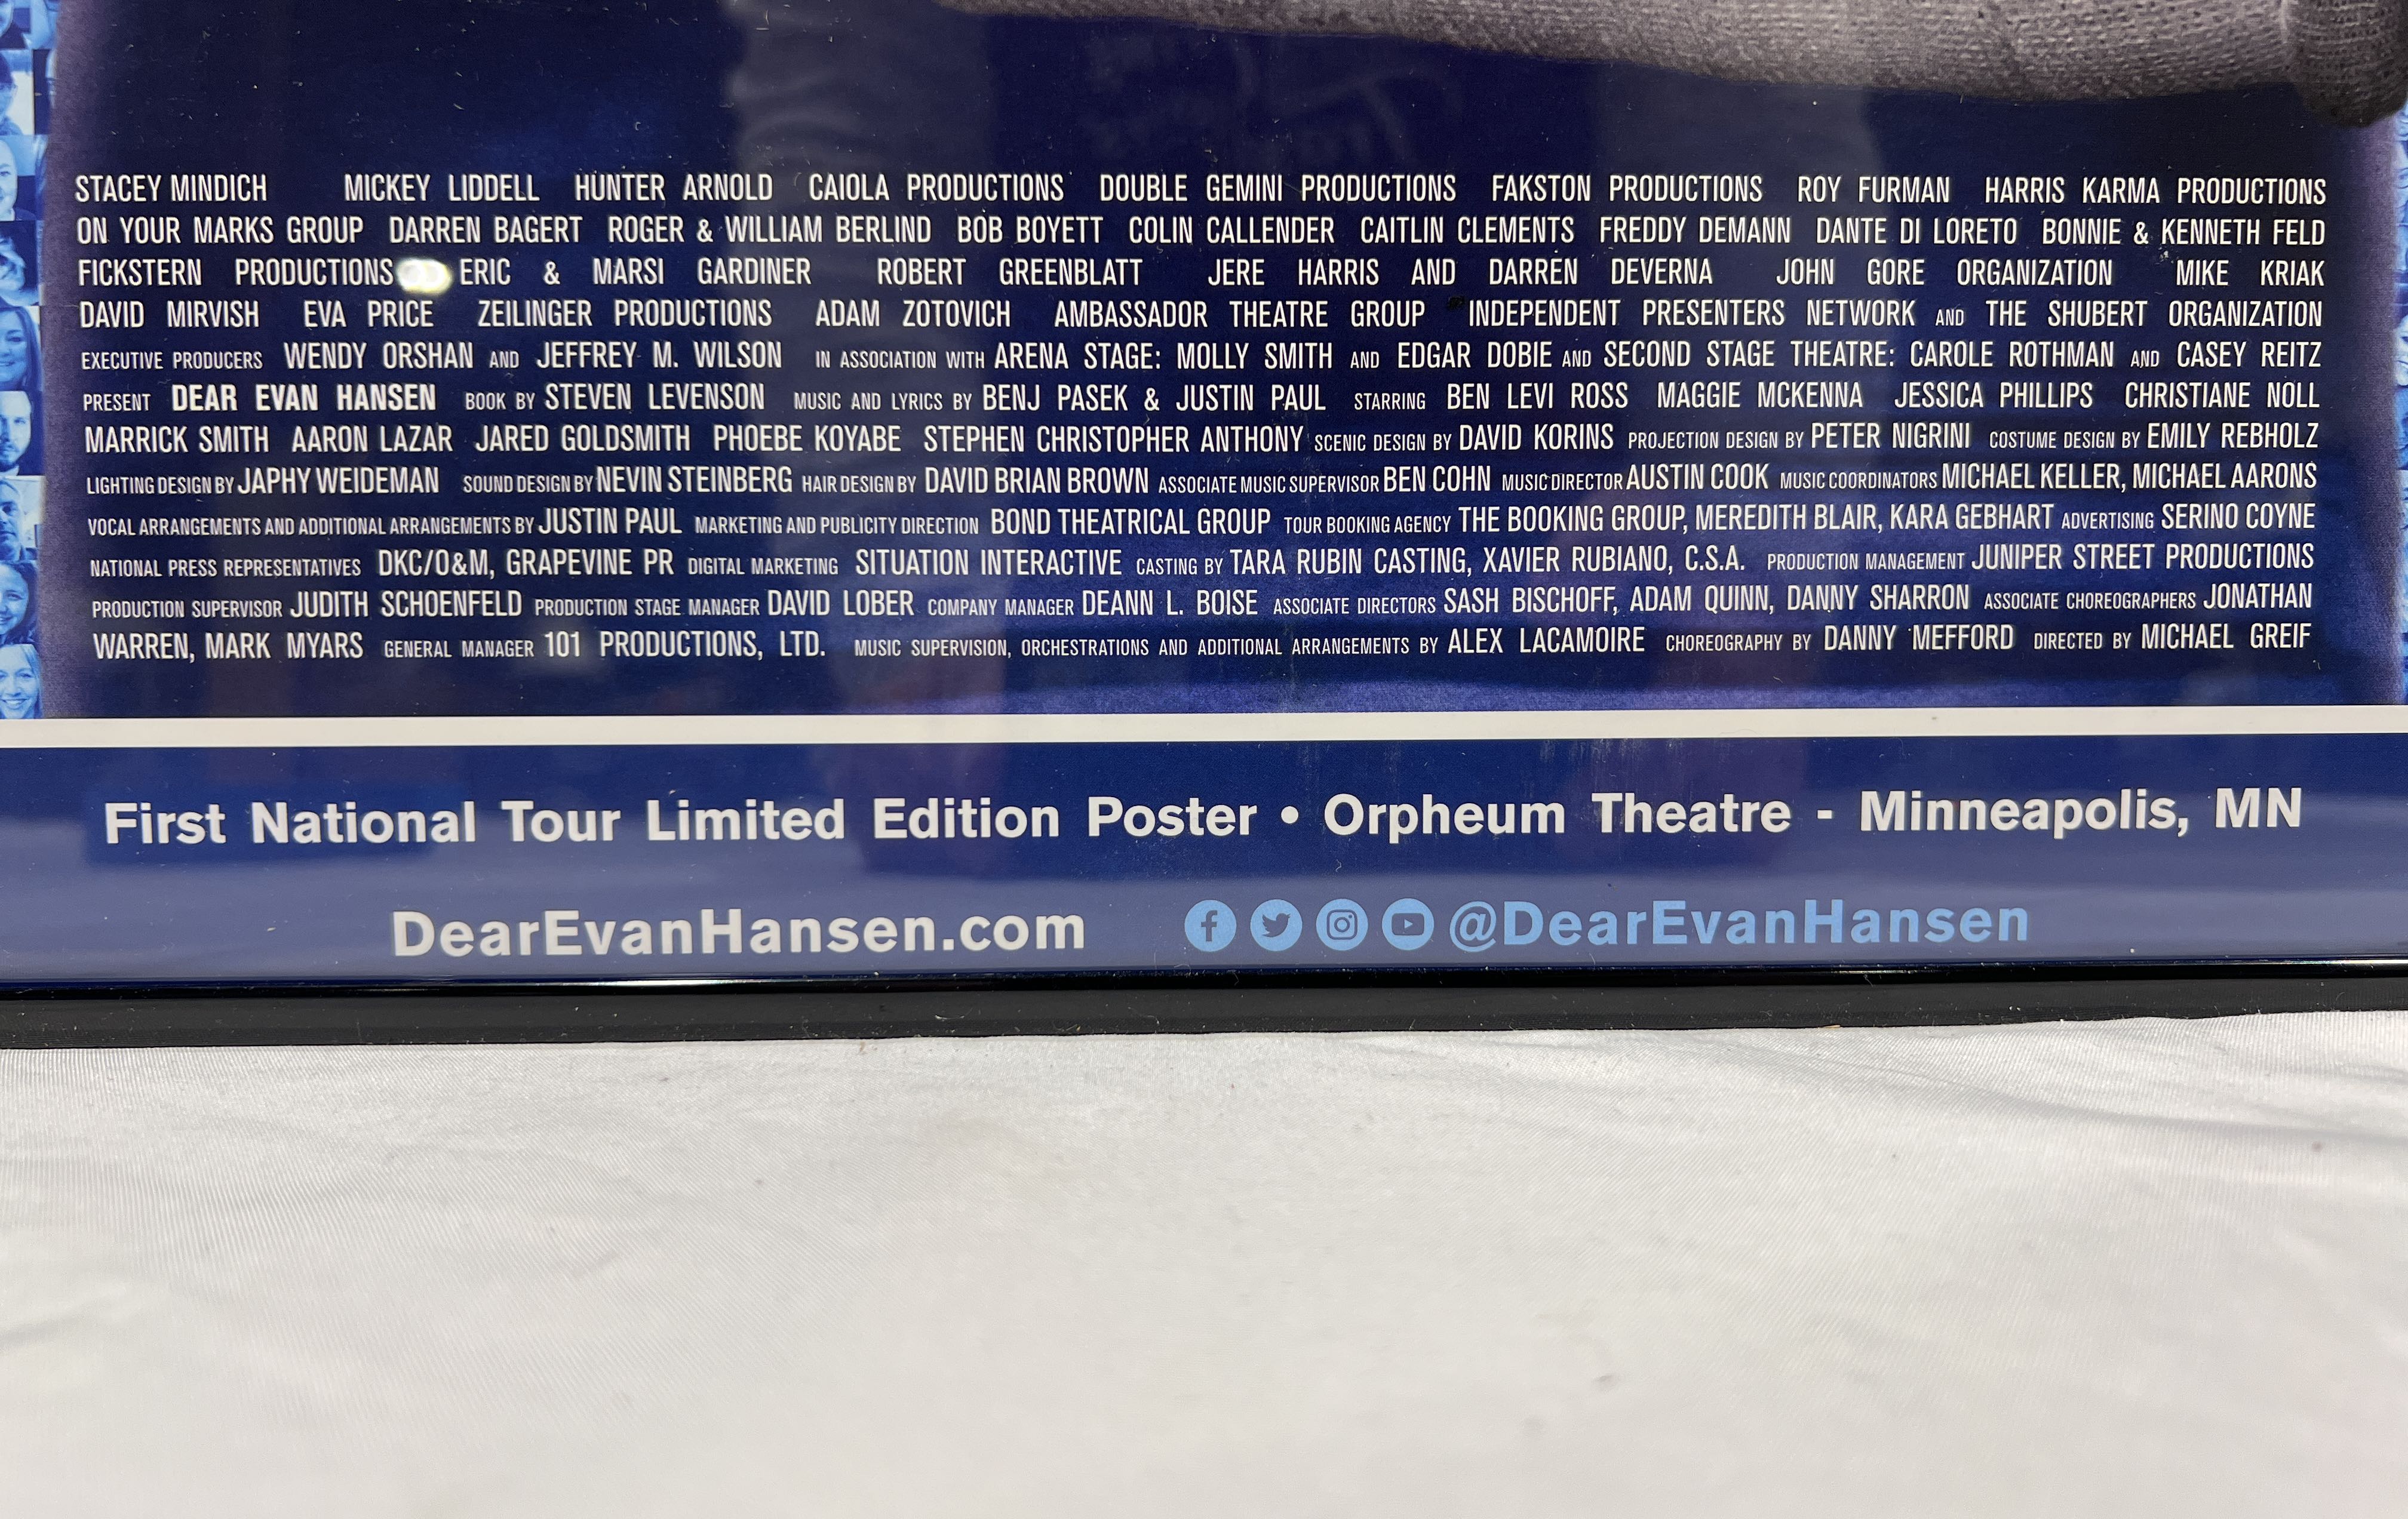 STACEY MINDICH MICKEY LIDDELL HUNTER ARNOLD CAIOLA PRODUCTIONS DOUBLE GEMINI PRODUCTIONS FAKSTON PRODUCTIONS ROY FURMAN HARRIS KARMA PRODUCTIONS
ON YOUR MARKS GROUP DARREN BAGERT ROGER & WILLIAM BERLIND BOB BOYETT COLIN CALLENDER CAITLIN CLEMENTS FREDDY DEMANN DANTE DI LORETO BONNIE & KENNETH FELD
FICKSTERN PRODUCTIONS ERIC & MARSI GARDINER ROBERT GREENBLATT JERE HARRIS AND DARREN DEVERNA JOHN GORE ORGANIZATION MIKE KRIAK
DAVID MIRVISH EVA PRICE ZEILINGER PRODUCTIONS ADAM ZOTOVICH AMBASSADOR THEATRE GROUP INDEPENDENT PRESENTERS NETWORK AND THE SHUBERT ORGANIZATION
EXECUTIVE PRODUCERS WENDY ORSHAN AND JEFFREY M. WILSON IN ASSOCIATION WITH ARENA STAGE: MOLLY SMITH AND EDGAR DOBIE AND SECOND STAGE THEATRE: CAROLE ROTHMAN AND CASEY REITZ
PRESENT DEAR EVAN HANSEN BOOK BY STEVEN LEVENSON MUSIC AND LYRICS BY BENJ PASEK & JUSTIN PAUL STARRING BEN LEVI ROSS MAGGIE MCKENNA JESSICA PHILLIPS CHRISTIANE NOLL
MARRICK SMITH AARON LAZAR JARED GOLDSMITH PHOEBE KOYABE STEPHEN CHRISTOPHER ANTHONY SCENIC DESIGN BY DAVID KORINS PROJECTION DESIGN BY PETER NIGRINI COSTUME DESIGN BY EMILY REBHOLZ
LIGHTING DESIGN BY JAPHY WEIDEMAN SOUND DESIGN BY NEVIN STEINBERG HAIR DESIGN BY DAVID BRIAN BROWN ASSOCIATE MUSIC SUPERVISOR BEN COHN MUSIC DIRECTOR AUSTIN COOK MUSIC COORDINATORS MICHAEL KELLER, MICHAEL AARONS
VOCAL ARRANGEMENTS AND ADDITIONAL ARRANGEMENTS BY JUSTIN PAUL MARKETING AND PUBLICITY DIRECTION BOND THEATRICAL GROUP TOUR BOOKING AGENCY THE BOOKING GROUP, MEREDITH BLAIR, KARA GEBHART ADVERTISING SERINO COYNE
NATIONAL PRESS REPRESENTATIVES DKC/O&M, GRAPEVINE PR DIGITAL MARKETING SITUATION INTERACTIVE CASTING BY TARA RUBIN CASTING, XAVIER RUBIANO, C.S.A. PRODUCTION MANAGEMENT JUNIPER STREET PRODUCTIONS
PRODUCTION SUPERVISOR JUDITH SCHOENFELD PRODUCTION STAGE MANAGER DAVID LOBER COMPANY MANAGER DEANN L. BOISE ASSOCIATE DIRECTORS SASH BISCHOFF, ADAM QUINN, DANNY SHARRON ASSOCIATE CHOREOGRAPHERS JONATHAN
WARREN, MARK MYARS GENERAL MANAGER 101 PRODUCTIONS, LTD. MUSIC SUPERVISION, ORCHESTRATIONS AND ADDITIONAL ARRANGEMENTS BY ALEX LACAMOIRE CHOREOGRAPHY BY DANNY MEFFORD DIRECTED BY MICHAEL GREIF
First National Tour Limited Edition Poster • Orpheum Theatre - Minneapolis, MN
DearEvanHansen.com @DearEvanHansen